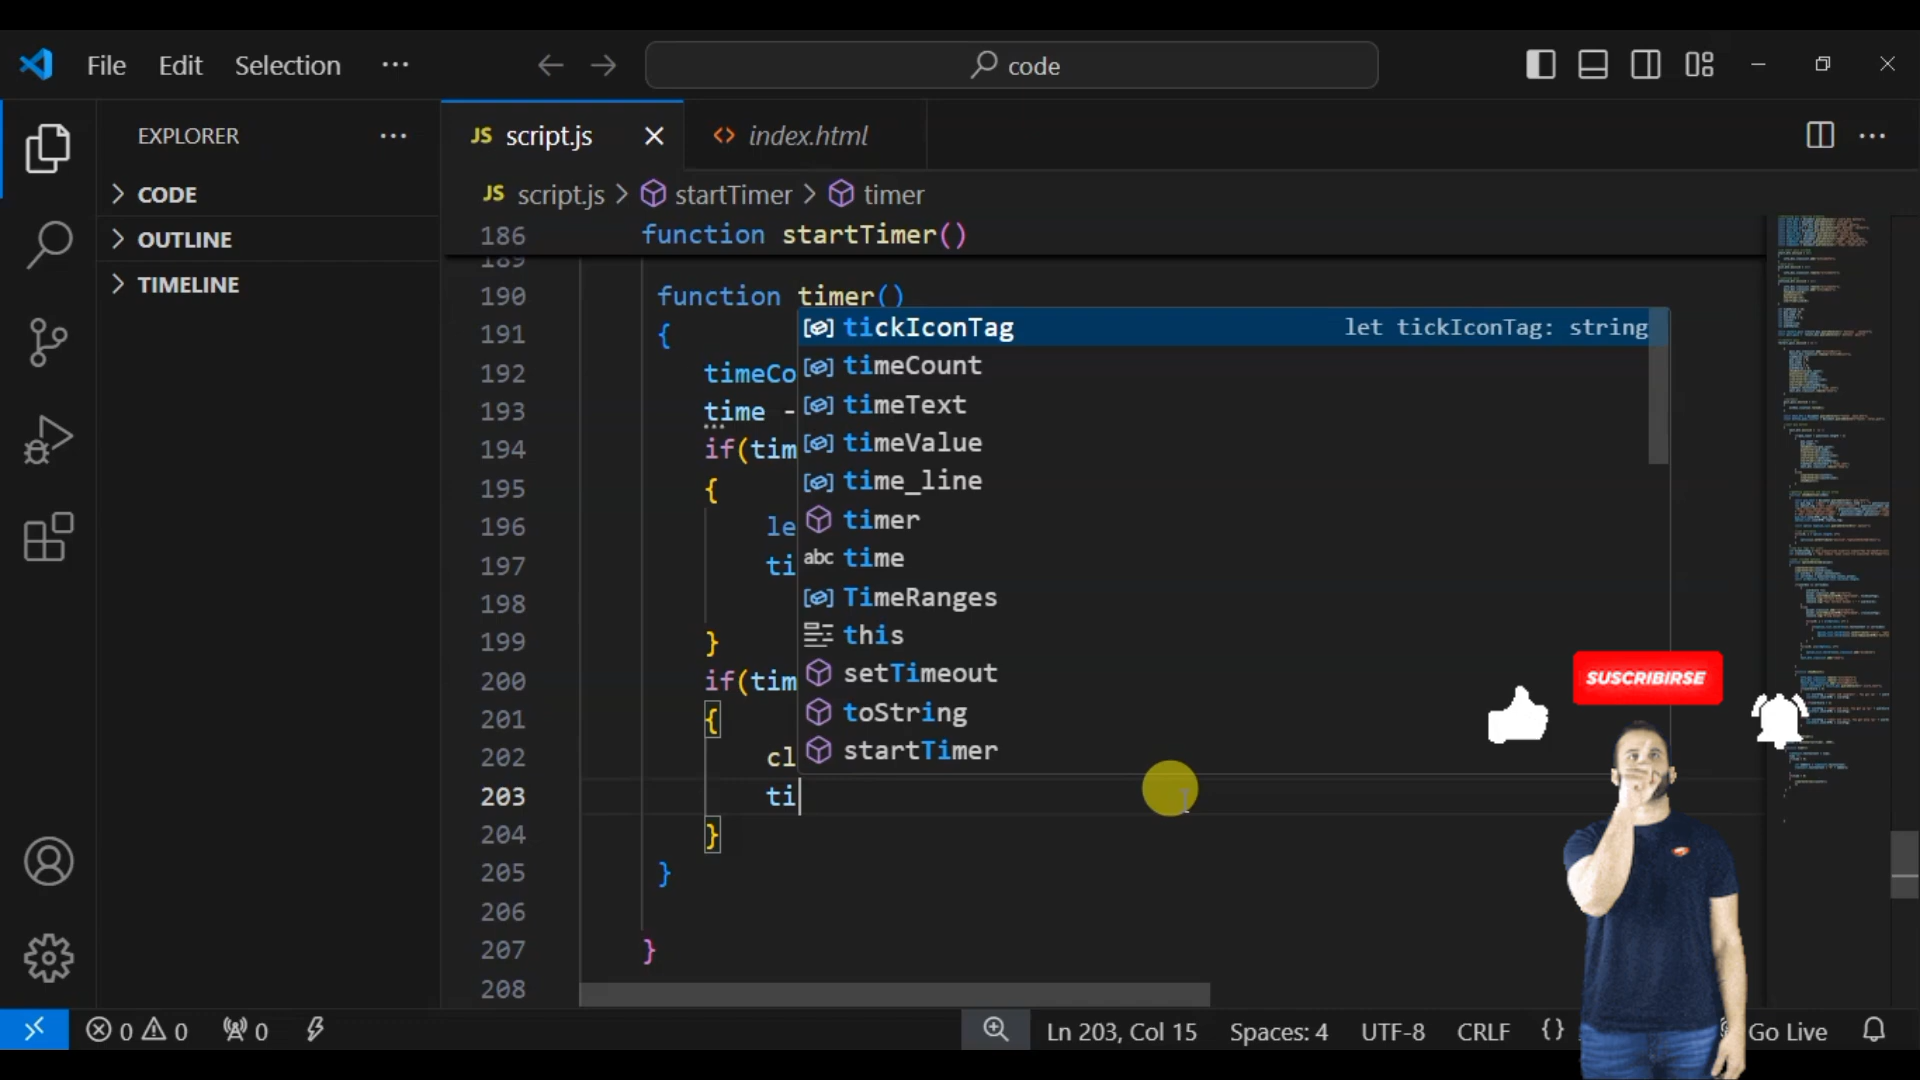 File Edit Selection ··· code
EXPLORER ···
CODE
OUTLINE
TIMELINE
JS script.js index.html
JS script.js > startTimer > timer
186 function startTimer()
189
190 function timer()
191 {
192 timeCo
193 time -
194 if(tim
195 {
196 le
197 ti
198
199 }
200 if(tim
201 {
202 cl
203 ti
204 }
205 }
206
207 }
208
tickIconTag let tickIconTag: string
timeCount
timeText
timeValue
time_line
timer
abc time
TimeRanges
this
setTimeout
toString
startTimer
SUSCRIBIRSE
0 0 0 Ln 203, Col 15 Spaces: 4 UTF-8 CRLF {} Go Live